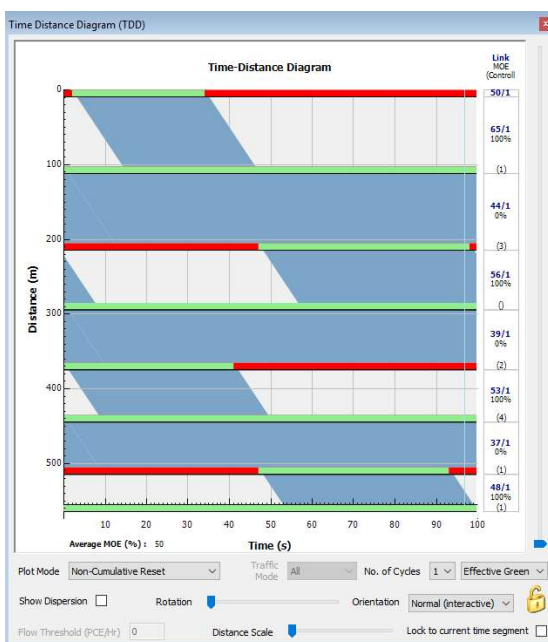 Time Distance Diagram (TDD)
Time-Distance Diagram
Link
MOE
(Controll
0
50/1
65/1
100%
100
(1)
44/1
0%
200
(3)
56/1
100%
()
300
39/1
0%
(2)
400
53/1
100%
(4)
37/1
0%
500
(1)
48/1
100%
(1)
Distance (m)
10 20 30 40 50 60 70 80 90 100
Average MOE (%) : 50 Time (s)
Plot Mode Non-Cumulative Reset Traffic Mode All No. of Cycles 1 Effective Green
Show Dispersion Rotation Orientation Normal (interactive)
Flow Threshold (PCE/Hr) 0 Distance Scale Lock to current time segment